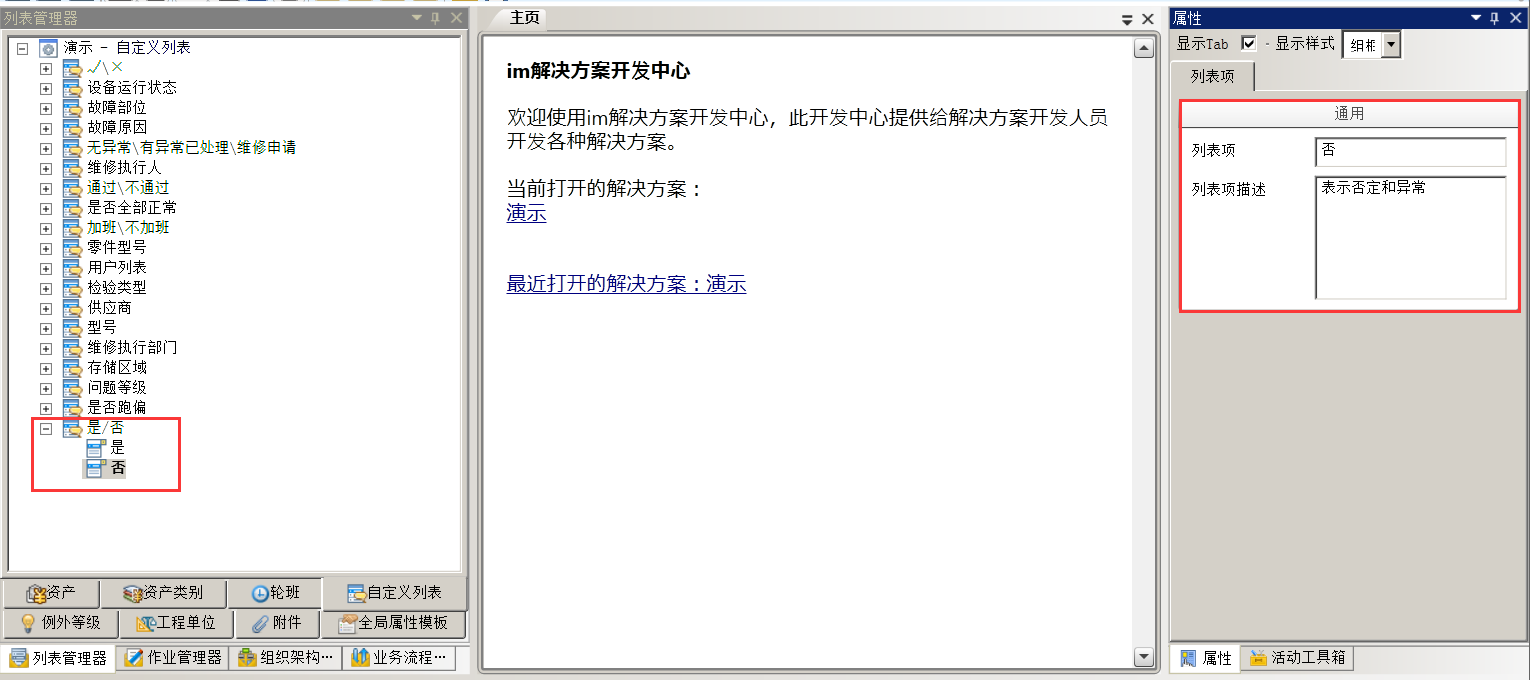 列表管理器
演示 - 自定义列表
√\×
设备运行状态
故障部位
故障原因
无异常\有异常已处理\维修申请
维修执行人
通过\不通过
是否全部正常
加班\不加班
零件型号
用户列表
检验类型
供应商
型号
维修执行部门
存储区域
问题等级
是否跑偏
是/否
是
否
资产
资产类别
轮班
自定义列表
例外等级
工程单位
附件
全局属性模板
列表管理器
作业管理器
组织架构…
业务流程…
主页
im解决方案开发中心
欢迎使用im解决方案开发中心，此开发中心提供给解决方案开发人员
开发各种解决方案。
当前打开的解决方案：
演示
最近打开的解决方案：演示
属性
显示Tab - 显示样式
列表项
通用
列表项 否
列表项描述 表示否定和异常
属性
活动工具箱